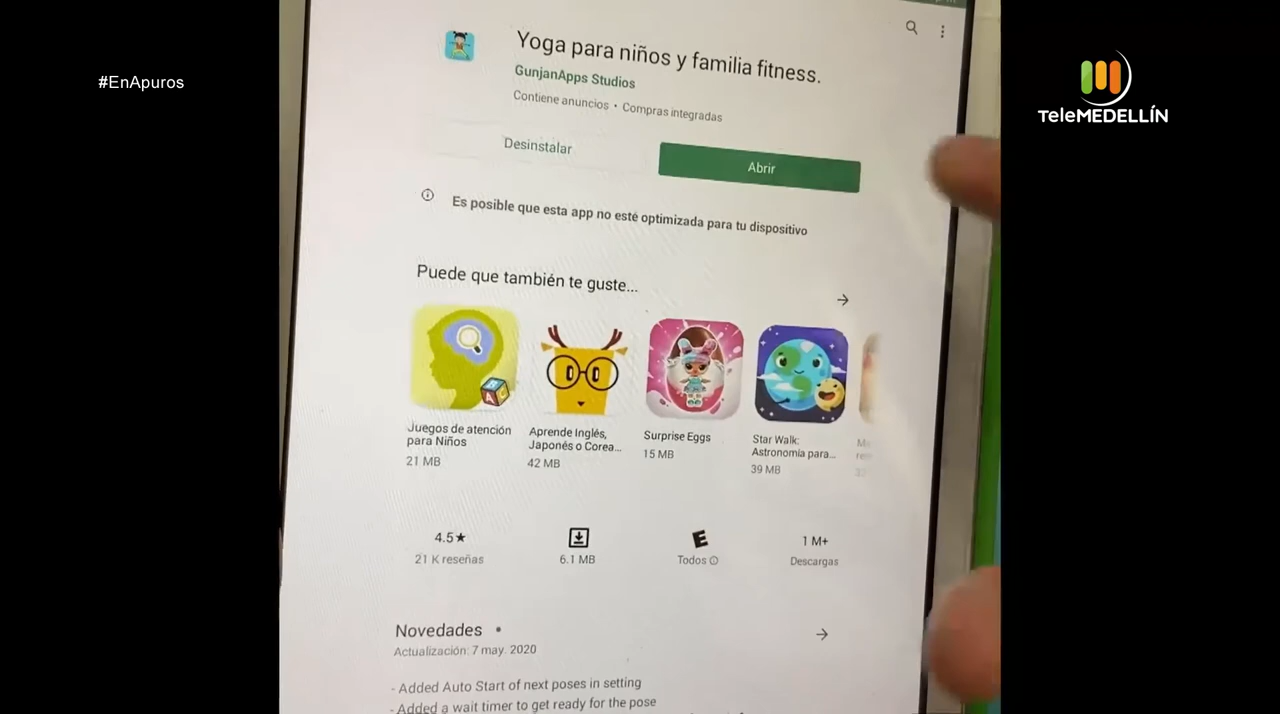 #EnApuros
TeleMEDELLÍN
Yoga para niños y familia fitness.
GunjanApps Studios
Contiene anuncios • Compras integradas
Desinstalar
Abrir
Es posible que esta app no esté optimizada para tu dispositivo
Puede que también te guste...
Juegos de atención
para Niños
21 MB
Aprende Inglés,
Japonés o Corea...
42 MB
Surprise Eggs
15 MB
Star Walk:
Astronomía para...
39 MB
4.5★
21 K reseñas
6.1 MB
E
Todos
1 M+
Descargas
Novedades •
Actualización: 7 may. 2020
- Added Auto Start of next poses in setting
- Added a wait timer to get ready for the pose